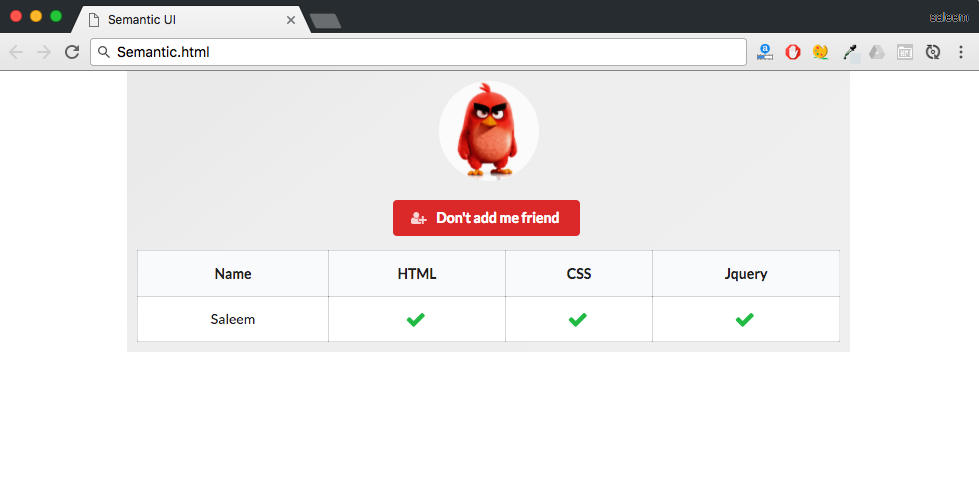 Semantic UI
saleem
Semantic.html
Don't add me friend
Name HTML CSS Jquery
Saleem